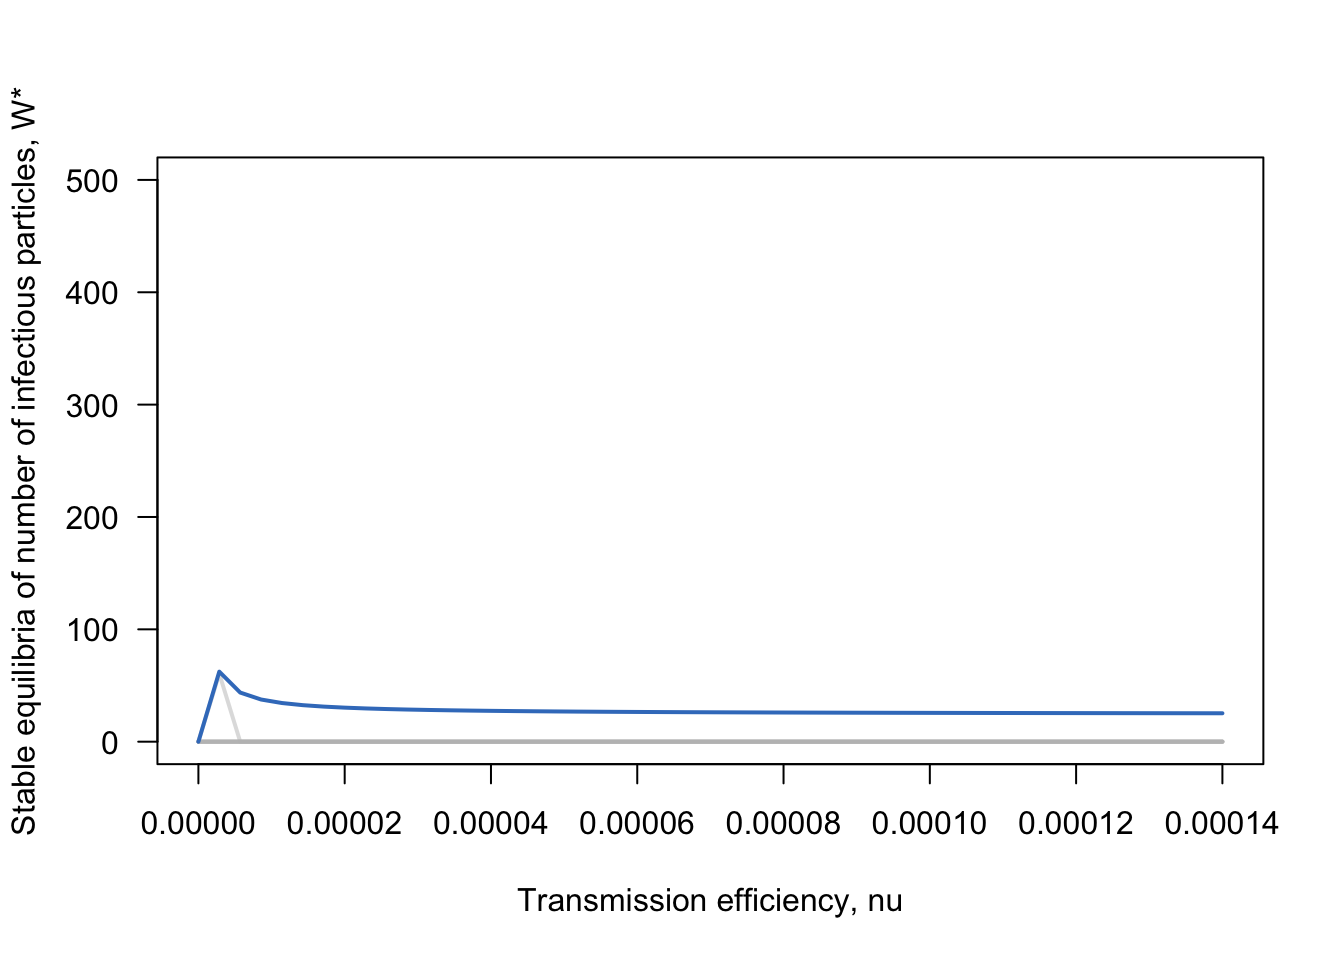 Stable equilibria of number of infectious particles, W*
500
400
300
200
100
0
0.00000 0.00002 0.00004 0.00006 0.00008 0.00010 0.00012 0.00014
Transmission efficiency, nu